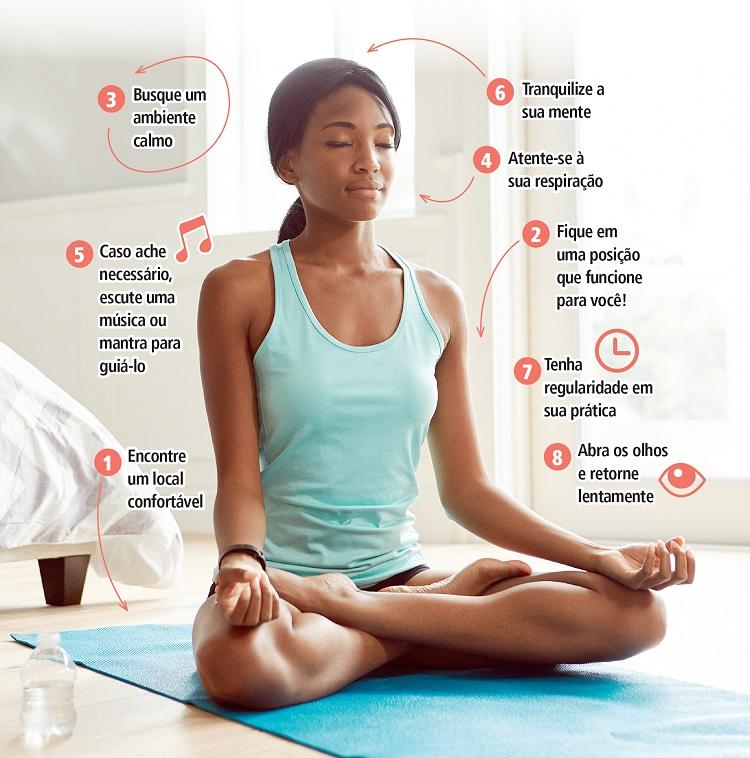 1 Encontre
um local
confortável
2 Fique em
uma posição
que funcione
para você!
3 Busque um
ambiente
calmo
4 Atente-se à
sua respiração
5 Caso ache
necessário,
escute uma
música ou
mantra para
guiá-lo
6 Tranquilize a
sua mente
7 Tenha
regularidade em
sua prática
8 Abra os olhos
e retorne
lentamente